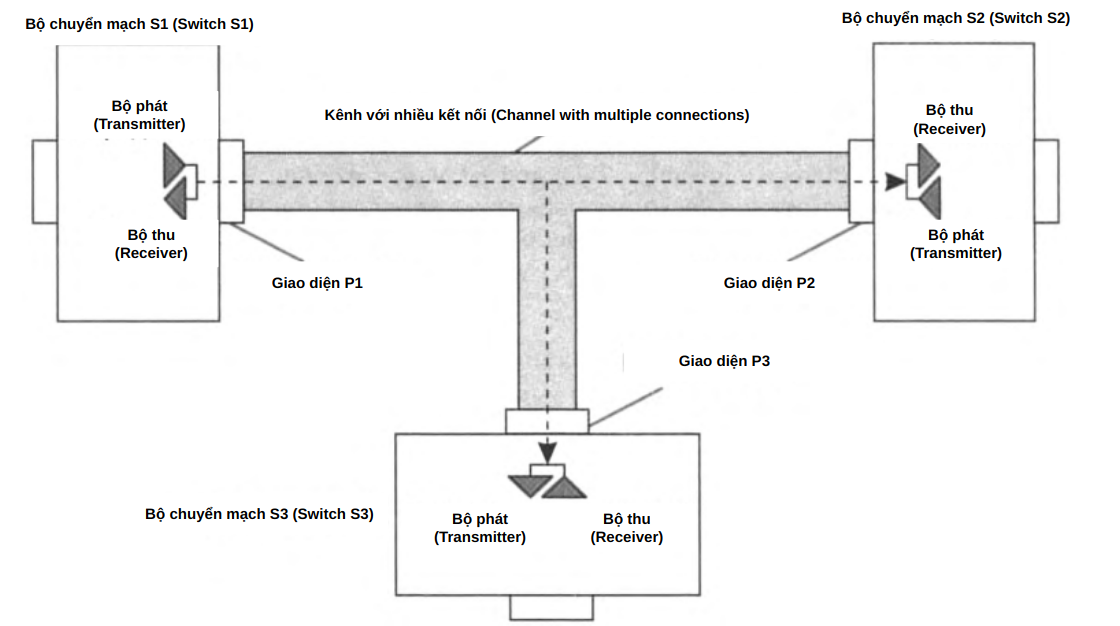 Bộ chuyển mạch S1 (Switch S1)
Bộ chuyển mạch S2 (Switch S2)
Bộ phát
(Transmitter)
Kênh với nhiều kết nối (Channel with multiple connections)
Bộ thu
(Receiver)
Bộ thu
(Receiver)
Bộ phát
(Transmitter)
Giao diện P1
Giao diện P2
Giao diện P3
Bộ chuyển mạch S3 (Switch S3)
Bộ phát
(Transmitter)
Bộ thu
(Receiver)